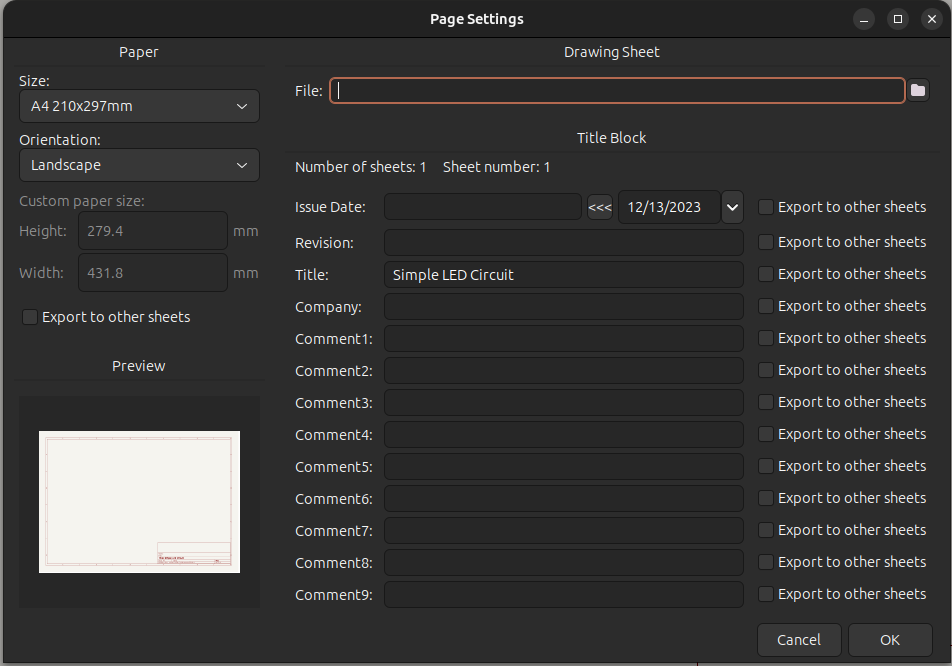 Page Settings
Paper
Size:
A4 210x297mm
Orientation:
Landscape
Custom paper size:
Height: 279.4 mm
Width: 431.8 mm
Export to other sheets
Preview
Drawing Sheet
File:
Title Block
Number of sheets: 1 Sheet number: 1
Issue Date: <<< 12/13/2023 Export to other sheets
Revision: Export to other sheets
Title: Simple LED Circuit Export to other sheets
Company: Export to other sheets
Comment1: Export to other sheets
Comment2: Export to other sheets
Comment3: Export to other sheets
Comment4: Export to other sheets
Comment5: Export to other sheets
Comment6: Export to other sheets
Comment7: Export to other sheets
Comment8: Export to other sheets
Comment9: Export to other sheets
Cancel OK